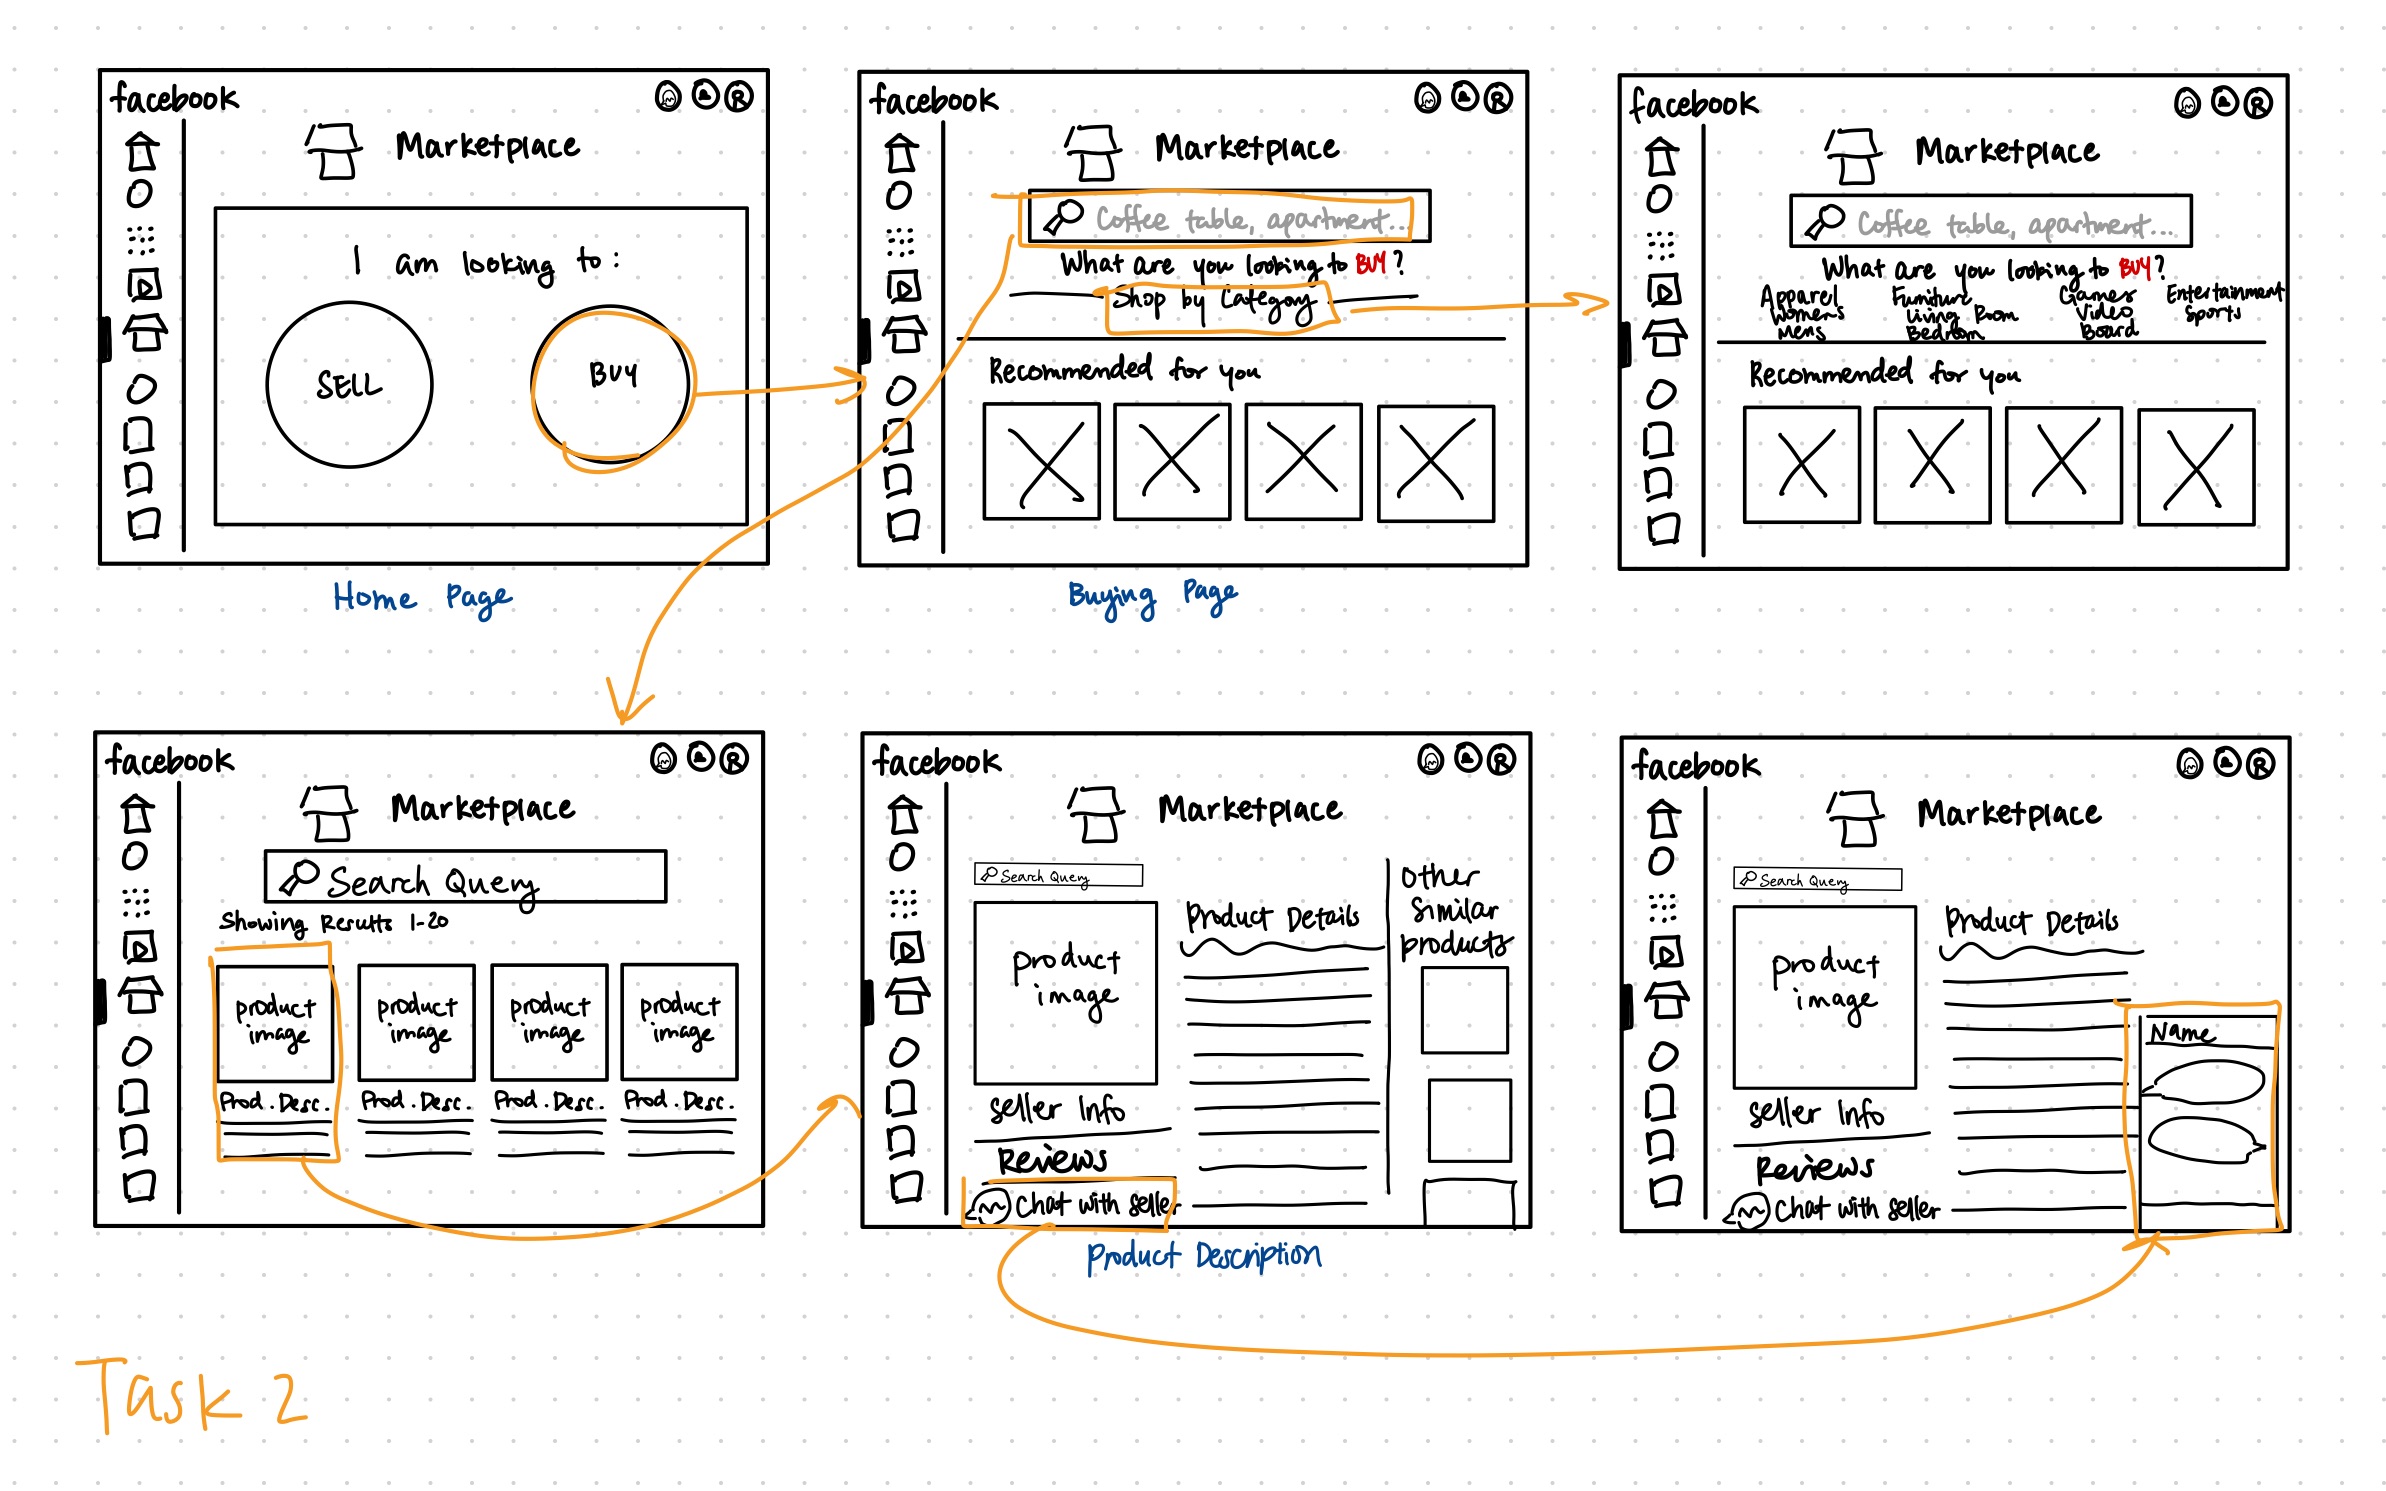 facebook
Marketplace
I am looking to:
SELL
BUY
Home Page
facebook
Marketplace
Coffee table, apartment...
What are you looking to BUY?
Shop by Category
Recommended for you
Buying Page
facebook
Marketplace
Coffee table, apartment...
What are you looking to BUY?
Apparel
Womens
Mens
Furniture
Living Room
Bedroom
Games
Video
Board
Entertainment
Sports
Recommended for you
facebook
Marketplace
Search Query
Showing Results 1-20
product
image
Prod. Desc.
product
image
Prod. Desc.
product
image
Prod. Desc.
product
image
Prod. Desc.
facebook
Marketplace
Search Query
product
image
Seller Info
Reviews
Chat with Seller
Product Details
other
similar
products
Product Description
facebook
Marketplace
Search Query
product
image
Seller Info
Reviews
Chat with Seller
Product Details
Name
Task 2